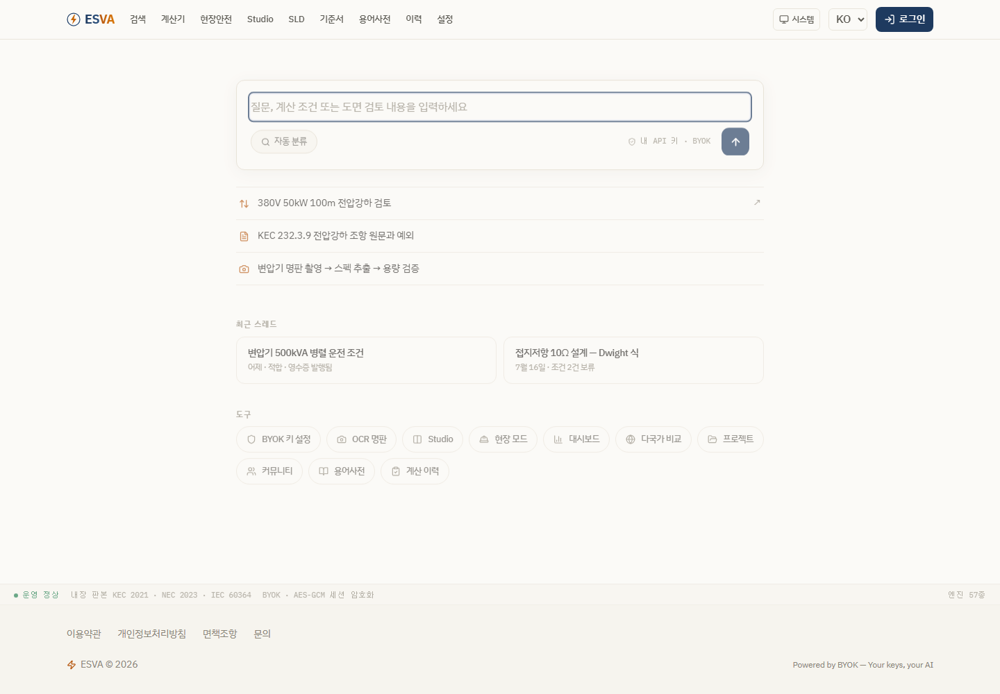 ESVA 검색 계산기 현장안전 Studio SLD 기준서 용어사전 이력 설정 시스템 KO 로그인
질문, 계산 조건 또는 도면 검토 내용을 입력하세요
자동 분류 내 API 키 · BYOK
380V 50kW 100m 전압강하 검토 ↗
KEC 232.3.9 전압강하 조항 원문과 예외
변압기 명판 촬영 → 스펙 추출 → 용량 검증
최근 스레드
변압기 500kVA 병렬 운전 조건
어제 · 적합 · 영수증 발행됨
접지저항 10Ω 설계 — Dwight 식
7월 16일 · 조건 2건 보류
도구
BYOK 키 설정 OCR 명판 Studio 현장 모드 대시보드 다국가 비교 프로젝트
커뮤니티 용어사전 계산 이력
운영 정상 내장 판본 KEC 2021 · NEC 2023 · IEC 60364 BYOK · AES-GCM 세션 암호화 엔진 57종
이용약관 개인정보처리방침 면책조항 문의
ESVA © 2026 Powered by BYOK — Your keys, your AI